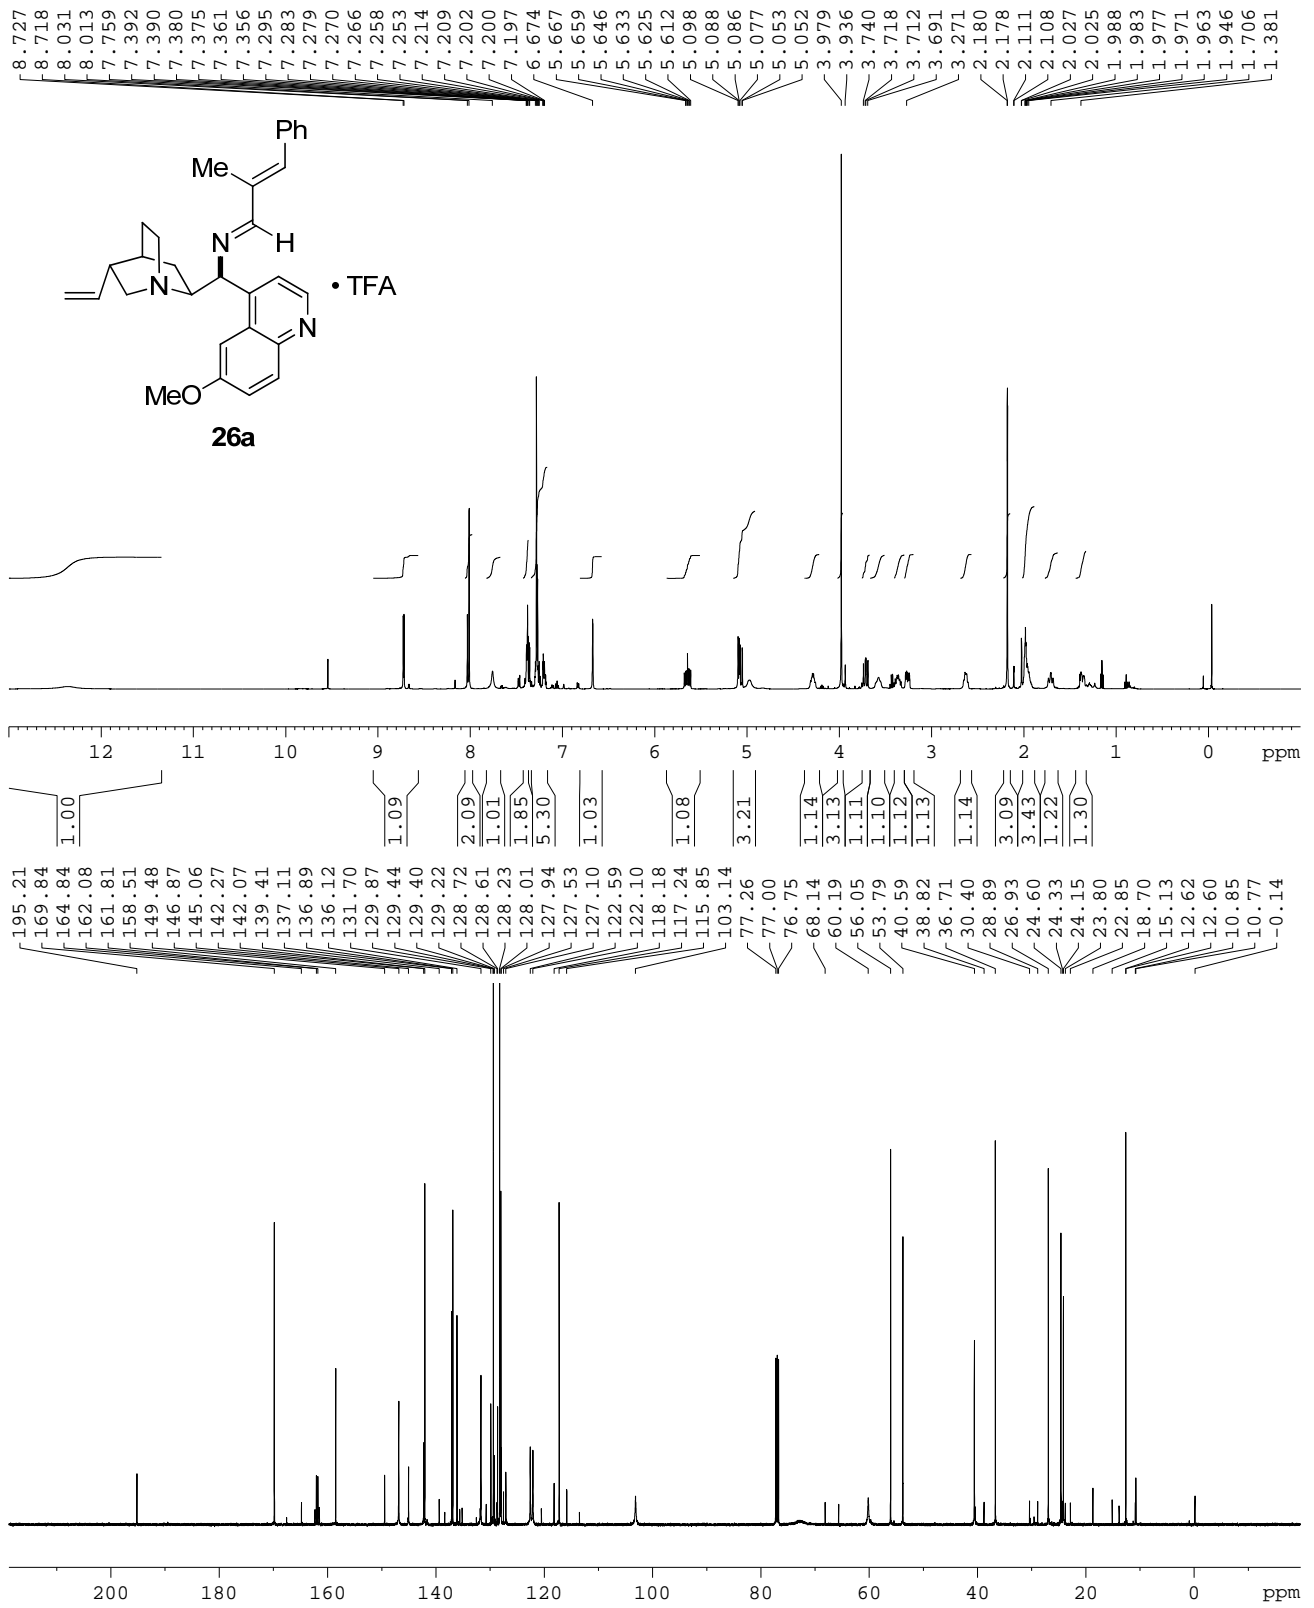 8.727 8.718 8.031 8.013 7.759 7.392 7.390 7.380 7.375 7.361 7.356 7.295 7.283 7.279 7.270 7.266 7.258 7.253 7.214 7.209 7.202 7.200 7.197 6.674 5.667 5.659 5.646 5.633 5.625 5.612 5.098 5.088 5.086 5.077 5.053 5.052 3.979 3.936 3.740 3.718 3.712 3.691 3.271 2.180 2.178 2.111 2.108 2.027 2.025 1.988 1.983 1.977 1.971 1.963 1.946 1.706 1.381
Ph
Me
N H
N • TFA
N
MeO
26a
12 11 10 9 8 7 6 5 4 3 2 1 0 ppm
1.00 1.09 2.09 1.01 1.85 5.30 1.03 1.08 3.21 1.14 3.13 1.11 1.10 1.12 1.13 1.14 3.09 3.43 1.22 1.30
195.21 169.84 164.84 162.08 161.81 158.51 149.48 146.87 145.06 142.27 142.07 139.41 137.11 136.89 136.12 131.70 129.87 129.44 129.40 129.22 128.72 128.61 128.23 128.01 127.94 127.53 127.10 122.59 122.10 118.18 117.24 115.85 103.14 77.26 77.00 76.75 68.14 60.19 56.05 53.79 40.59 38.82 36.71 30.40 28.89 26.93 24.60 24.33 24.15 23.80 22.85 18.70 15.13 12.62 12.60 10.85 10.77 -0.14
200 180 160 140 120 100 80 60 40 20 0 ppm